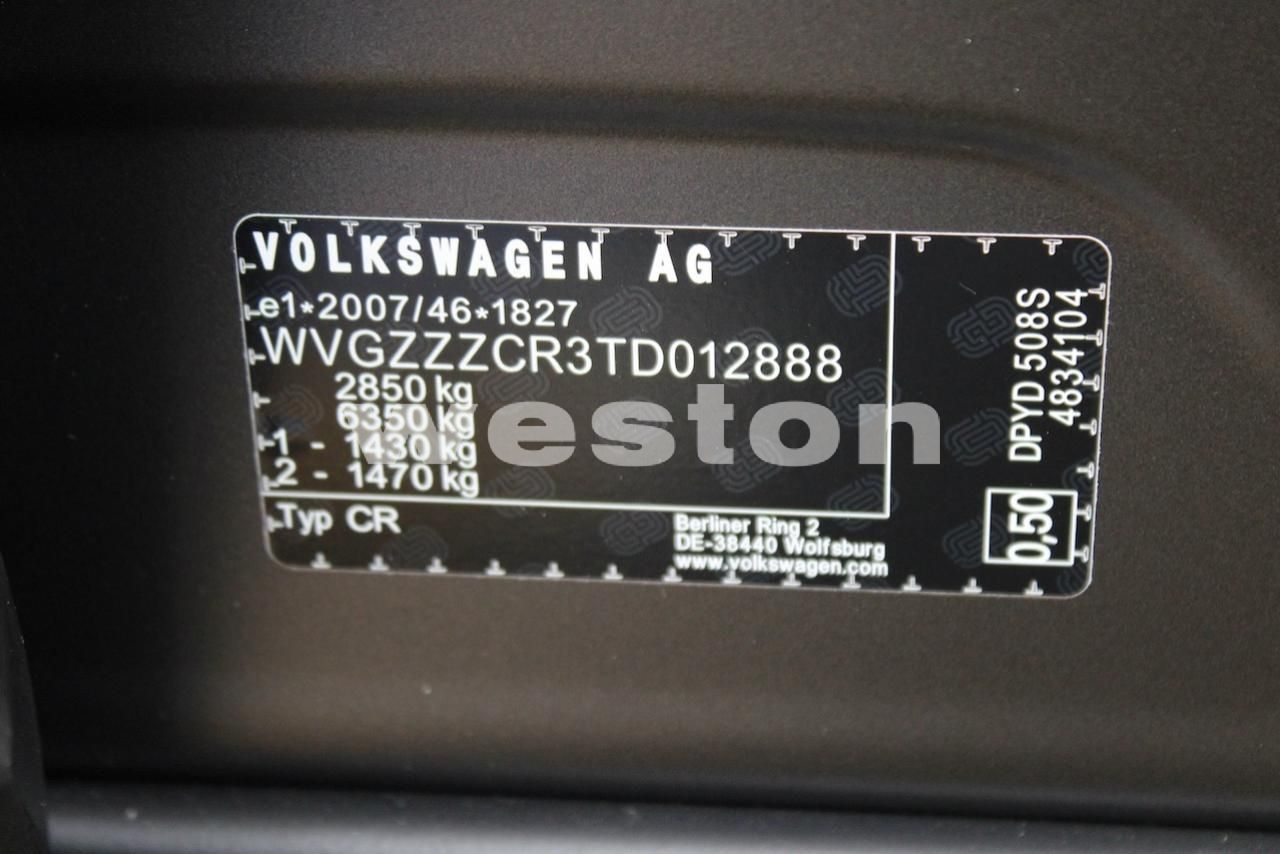 VOLKSWAGEN AG
e1*2007/46*1827
WVGZZZCR3TD012888
2850 kg
6350 kg
1 - 1430 kg
2 - 1470 kg
Typ CR
Berliner Ring 2
DE-38440 Wolfsburg
www.volkswagen.com
DPYD 508S
4834104
0,50
veston